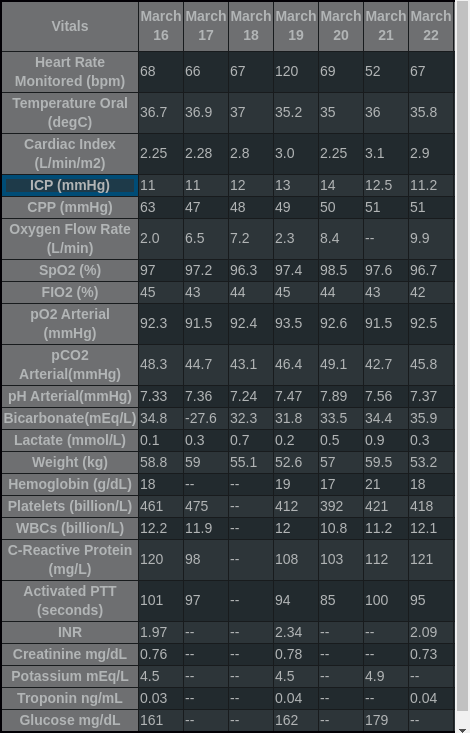 Vitals March 16 March 17 March 18 March 19 March 20 March 21 March 22
Heart Rate Monitored (bpm) 68 66 67 120 69 52 67
Temperature Oral (degC) 36.7 36.9 37 35.2 35 36 35.8
Cardiac Index (L/min/m2) 2.25 2.28 2.8 3.0 2.25 3.1 2.9
ICP (mmHg) 11 11 12 13 14 12.5 11.2
CPP (mmHg) 63 47 48 49 50 51 51
Oxygen Flow Rate (L/min) 2.0 6.5 7.2 2.3 8.4 -- 9.9
SpO2 (%) 97 97.2 96.3 97.4 98.5 97.6 96.7
FIO2 (%) 45 43 44 45 44 43 42
pO2 Arterial (mmHg) 92.3 91.5 92.4 93.5 92.6 91.5 92.5
pCO2 Arterial(mmHg) 48.3 44.7 43.1 46.4 49.1 42.7 45.8
pH Arterial(mmHg) 7.33 7.36 7.24 7.47 7.89 7.56 7.37
Bicarbonate(mEq/L) 34.8 -27.6 32.3 31.8 33.5 34.4 35.9
Lactate (mmol/L) 0.1 0.3 0.7 0.2 0.5 0.9 0.3
Weight (kg) 58.8 59 55.1 52.6 57 59.5 53.2
Hemoglobin (g/dL) 18 -- -- 19 17 21 18
Platelets (billion/L) 461 475 -- 412 392 421 418
WBCs (billion/L) 12.2 11.9 -- 12 10.8 11.2 12.1
C-Reactive Protein (mg/L) 120 98 -- 108 103 112 121
Activated PTT (seconds) 101 97 -- 94 85 100 95
INR 1.97 -- -- 2.34 -- -- 2.09
Creatinine mg/dL 0.76 -- -- 0.78 -- -- 0.73
Potassium mEq/L 4.5 -- -- 4.5 -- 4.9 --
Troponin ng/mL 0.03 -- -- 0.04 -- -- 0.04
Glucose mg/dL 161 -- -- 162 -- 179 --